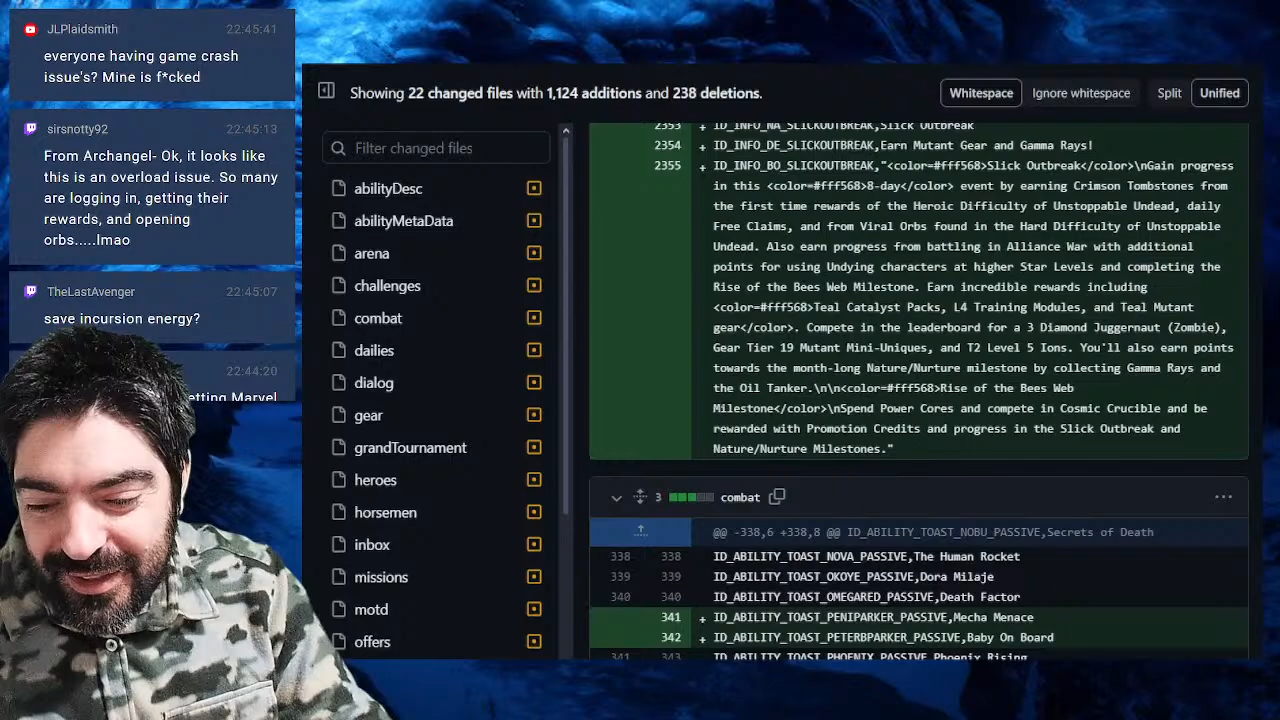 JLPlaidsmith 22:45:41
everyone having game crash
issue's? Mine is f*cked
sirsnotty92 22:45:13
From Archangel- Ok, it looks like
this is an overload issue. So many
are logging in, getting their
rewards, and opening
orbs.....lmao
TheLastAvenger 22:45:07
save incursion energy?
22:44:20
etting Marvel
Showing 22 changed files with 1,124 additions and 238 deletions.
Whitespace Ignore whitespace Split Unified
Filter changed files
abilityDesc
abilityMetaData
arena
challenges
combat
dailies
dialog
gear
grandTournament
heroes
horsemen
inbox
missions
motd
offers
2353 + ID_INFO_NA_SLICKOUTBREAK,Slick Outbreak
2354 + ID_INFO_DE_SLICKOUTBREAK,Earn Mutant Gear and Gamma Rays!
2355 + ID_INFO_BO_SLICKOUTBREAK,"<color=#fff568>Slick Outbreak</color>\nGain progress
in this <color=#fff568>8-day</color> event by earning Crimson Tombstones from
the first time rewards of the Heroic Difficulty of Unstoppable Undead, daily
Free Claims, and from Viral Orbs found in the Hard Difficulty of Unstoppable
Undead. Also earn progress from battling in Alliance War with additional
points for using Undying characters at higher Star Levels and completing the
Rise of the Bees Web Milestone. Earn incredible rewards including
<color=#fff568>Teal Catalyst Packs, L4 Training Modules, and Teal Mutant
gear</color>. Compete in the leaderboard for a 3 Diamond Juggernaut (Zombie),
Gear Tier 19 Mutant Mini-Uniques, and T2 Level 5 Ions. You'll also earn points
towards the month-long Nature/Nurture milestone by collecting Gamma Rays and
the Oil Tanker.\n\n<color=#fff568>Rise of the Bees Web
Milestone</color>\nSpend Power Cores and compete in Cosmic Crucible and be
rewarded with Promotion Credits and progress in the Slick Outbreak and
Nature/Nurture Milestones."
3 combat
@@ -338,6 +338,8 @@ ID_ABILITY_TOAST_NOBU_PASSIVE,Secrets of Death
338 338 ID_ABILITY_TOAST_NOVA_PASSIVE,The Human Rocket
339 339 ID_ABILITY_TOAST_OKOYE_PASSIVE,Dora Milaje
340 340 ID_ABILITY_TOAST_OMEGARED_PASSIVE,Death Factor
341 + ID_ABILITY_TOAST_PENIPARKER_PASSIVE,Mecha Menace
342 + ID_ABILITY_TOAST_PETERBPARKER_PASSIVE,Baby On Board
341 343 ID_ABILITY_TOAST_PHOENIX_PASSIVE,Phoenix Rising